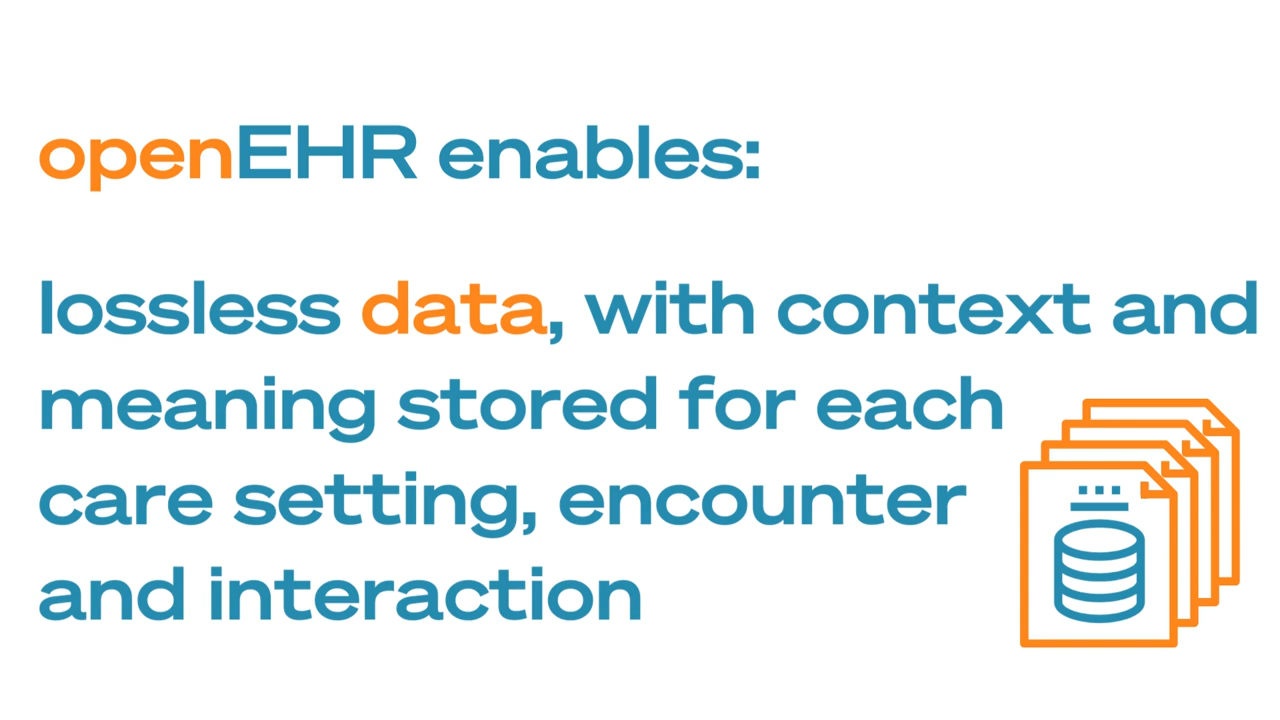 openEHR enables:
lossless data, with context and
meaning stored for each
care setting, encounter
and interaction